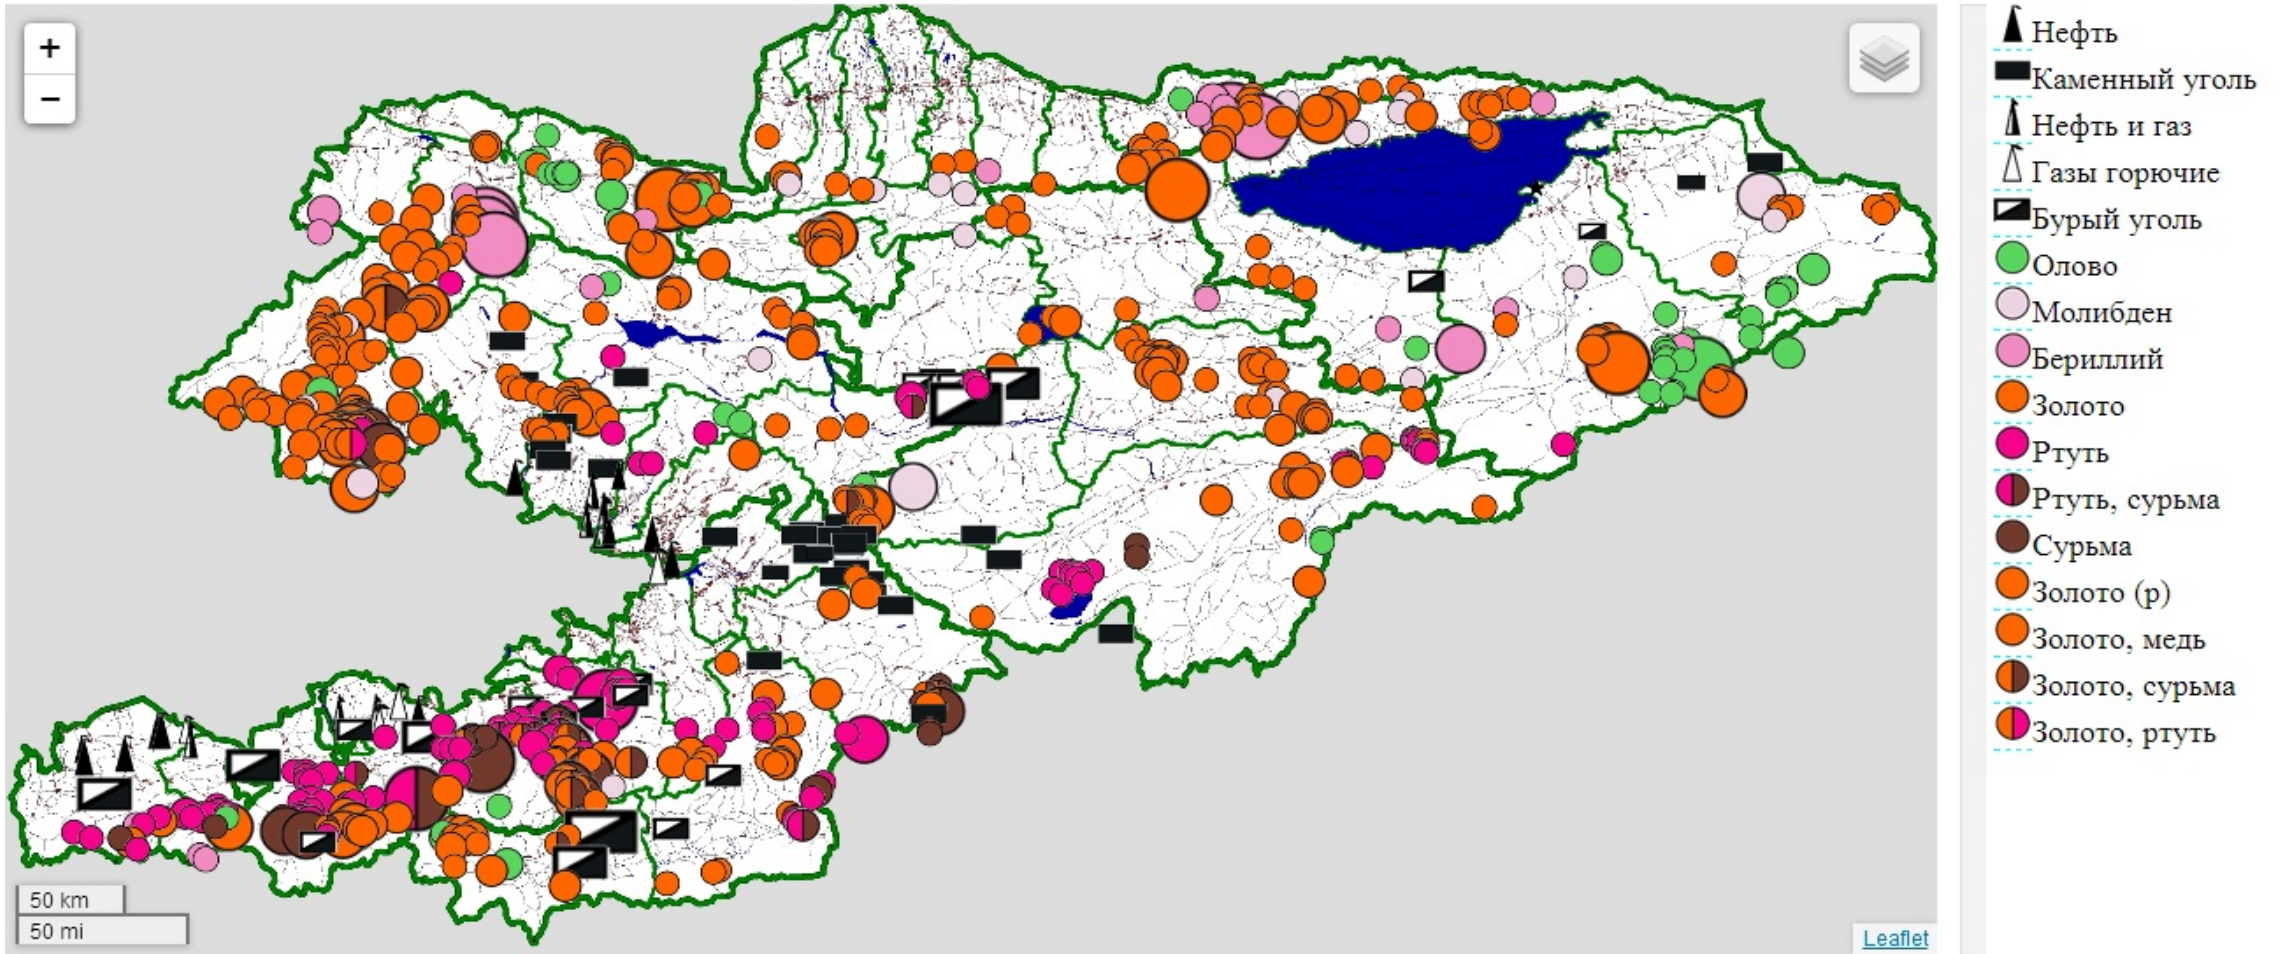 +
−
50 km
50 mi
Leaflet
Нефть
Каменный уголь
Нефть и газ
Газы горючие
Бурый уголь
Олово
Молибден
Бериллий
Золото
Ртуть
Ртуть, сурьма
Сурьма
Золото (р)
Золото, медь
Золото, сурьма
Золото, ртуть